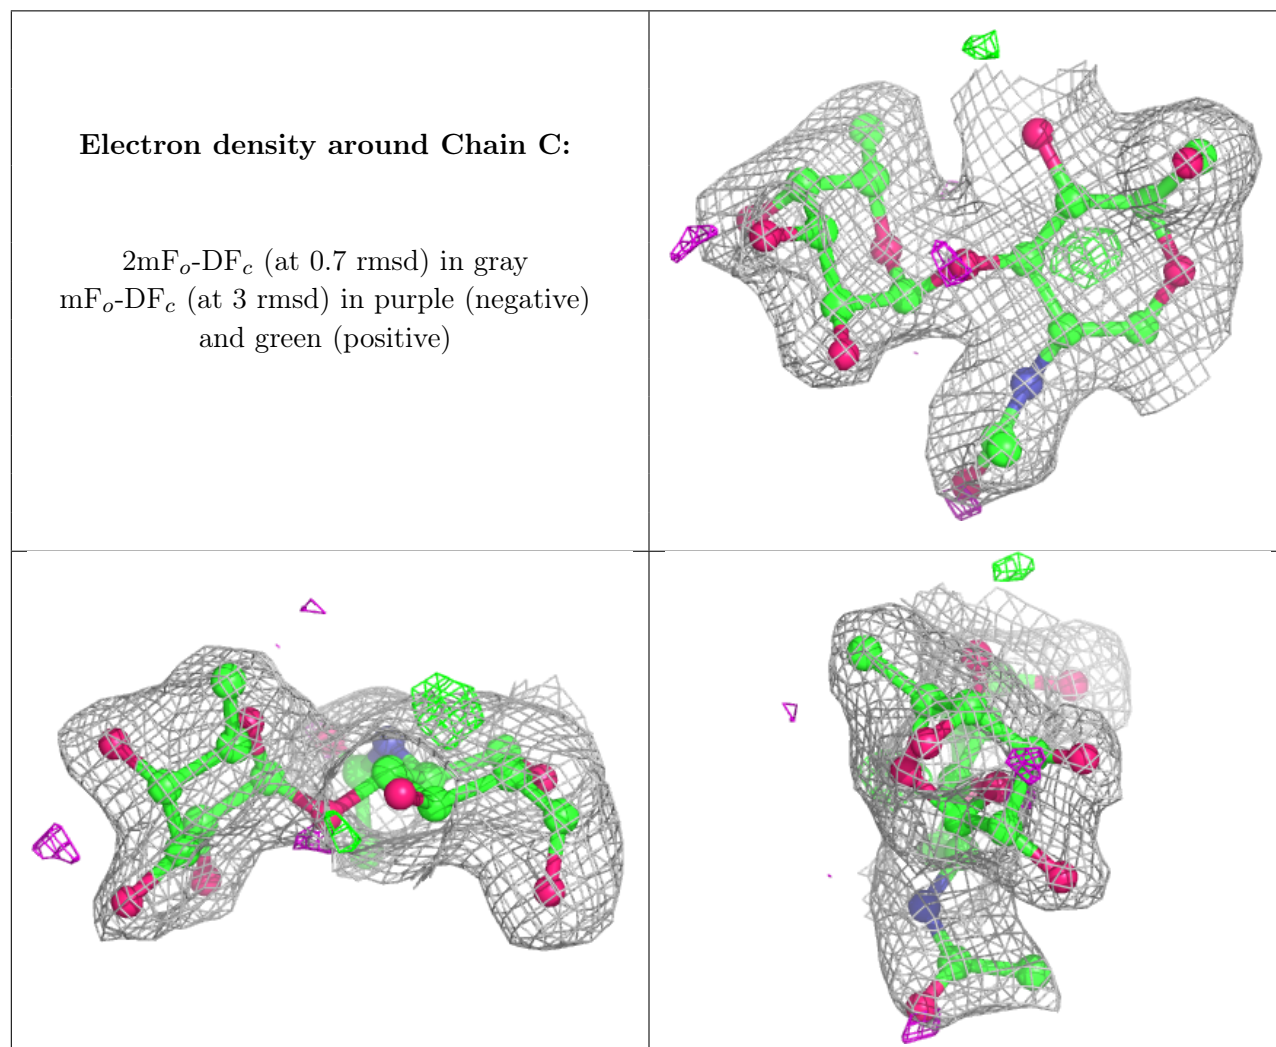 Electron density around Chain C:
2mFo-DFc (at 0.7 rmsd) in gray
mFo-DFc (at 3 rmsd) in purple (negative)
and green (positive)